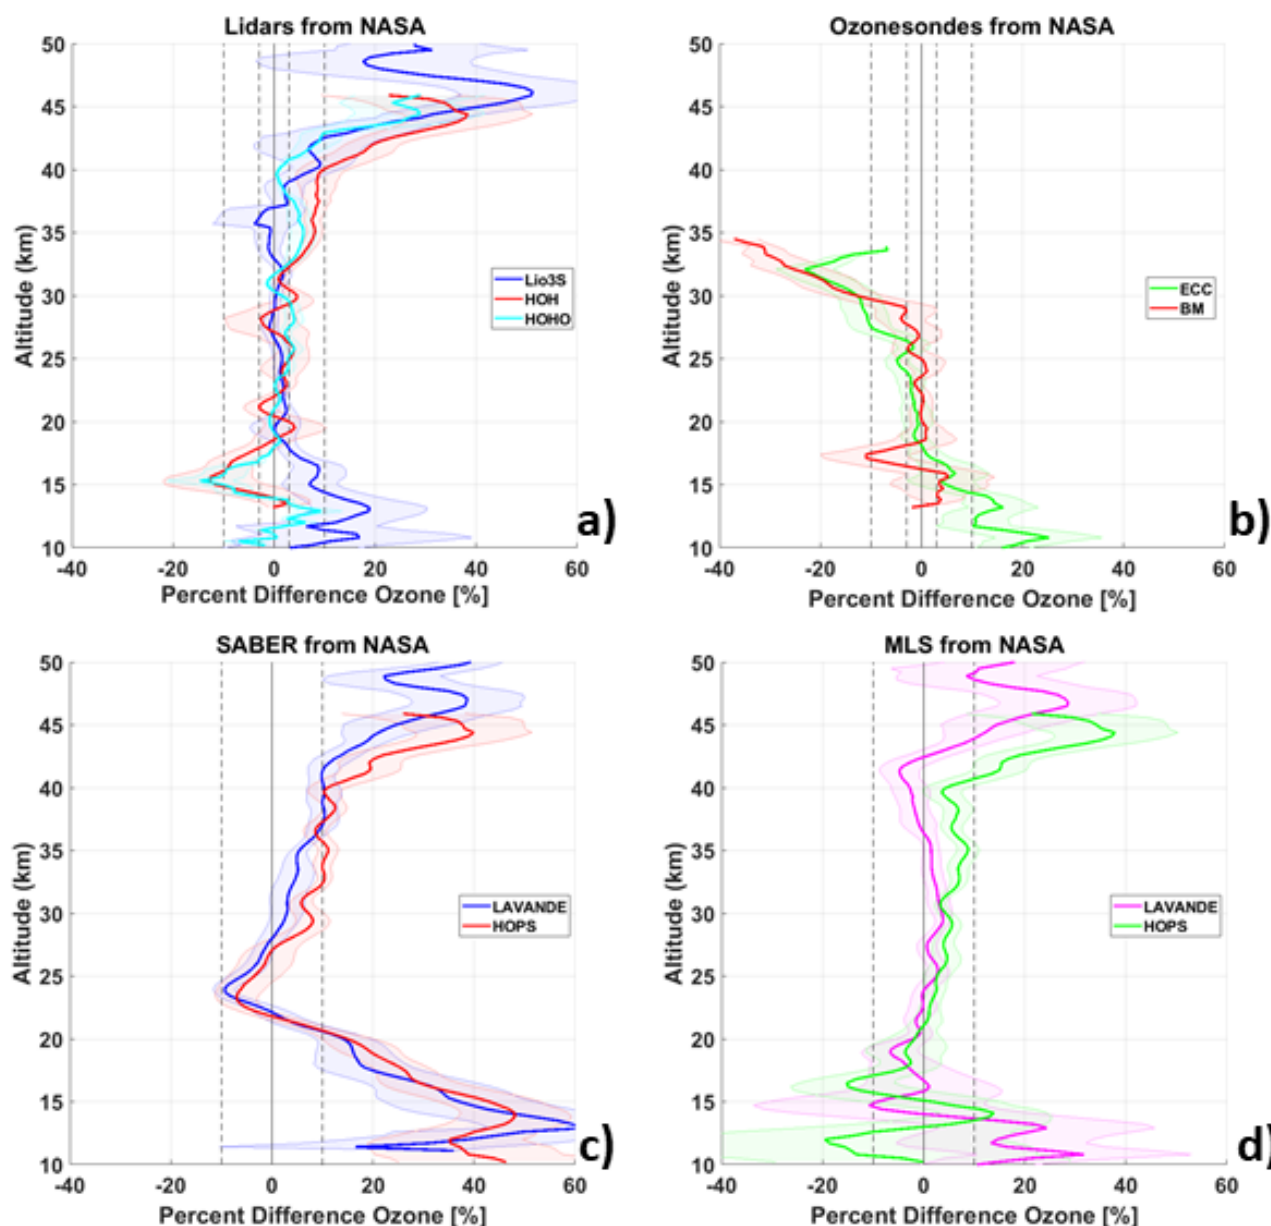 Lidars from NASA
50
45
40
35
30
25
20
15
10
Altitude (km)
Lio3S
HOH
HOHO
a)
-40 -20 0 20 40 60
Percent Difference Ozone [%]
Ozonesondes from NASA
50
45
40
35
30
25
20
15
10
Altitude (km)
ECC
BM
b)
-40 -20 0 20 40 60
Percent Difference Ozone [%]
SABER from NASA
50
45
40
35
30
25
20
15
10
Altitude (km)
LAVANDE
HOPS
c)
-40 -20 0 20 40 60
Percent Difference Ozone [%]
MLS from NASA
50
45
40
35
30
25
20
15
10
Altitude (km)
LAVANDE
HOPS
d)
-40 -20 0 20 40 60
Percent Difference Ozone [%]